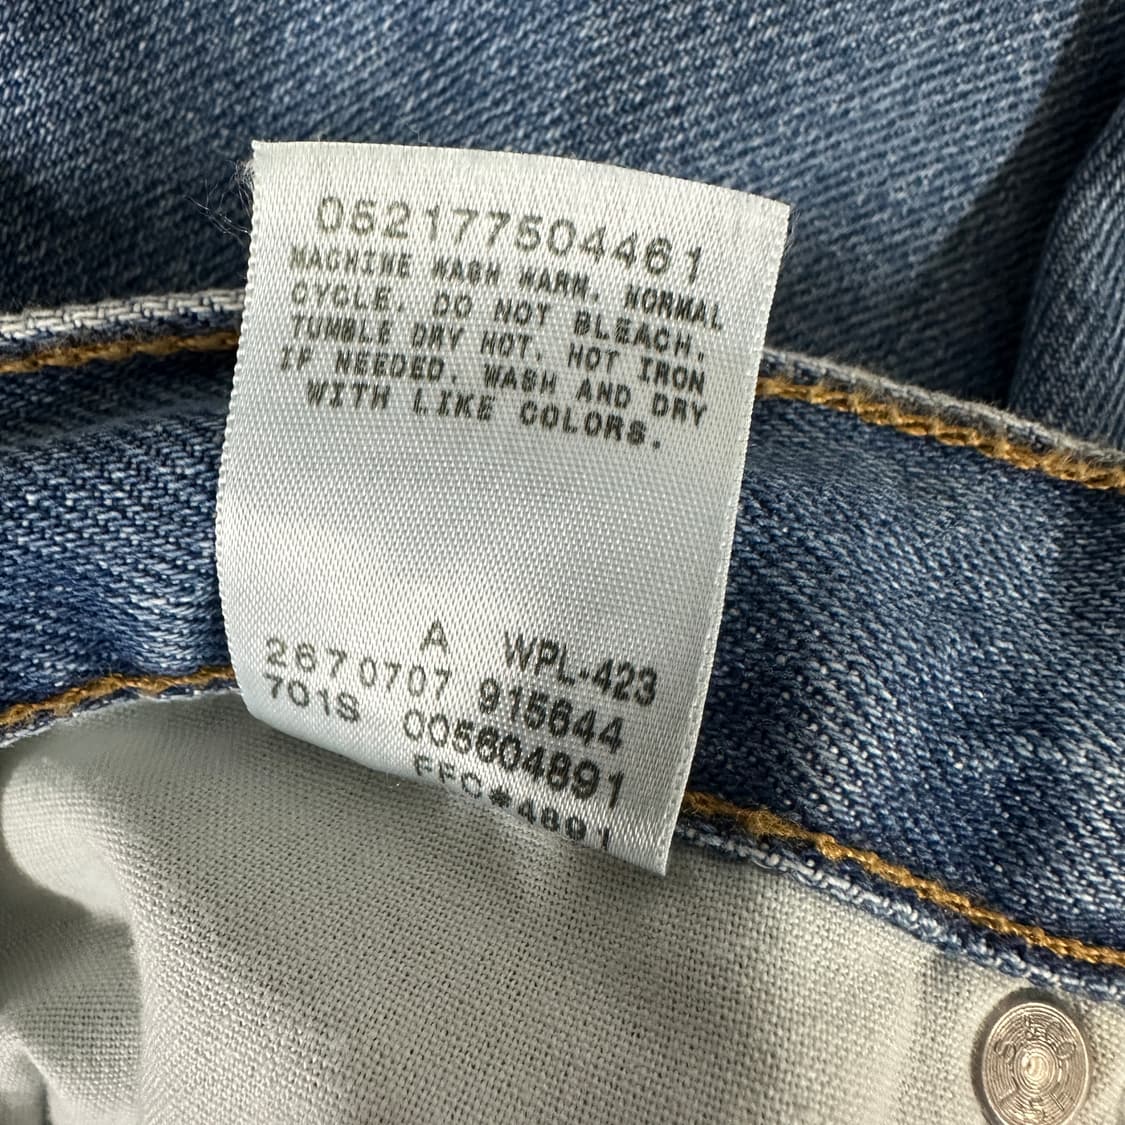 052177504461
MACHINE WASH WARM. NORMAL
CYCLE. DO NOT BLEACH.
TUMBLE DRY HOT. HOT IRON
IF NEEDED. WASH AND DRY
WITH LIKE COLORS.
A WPL-423
2670707 915644
701S 005604891
FFC*4891